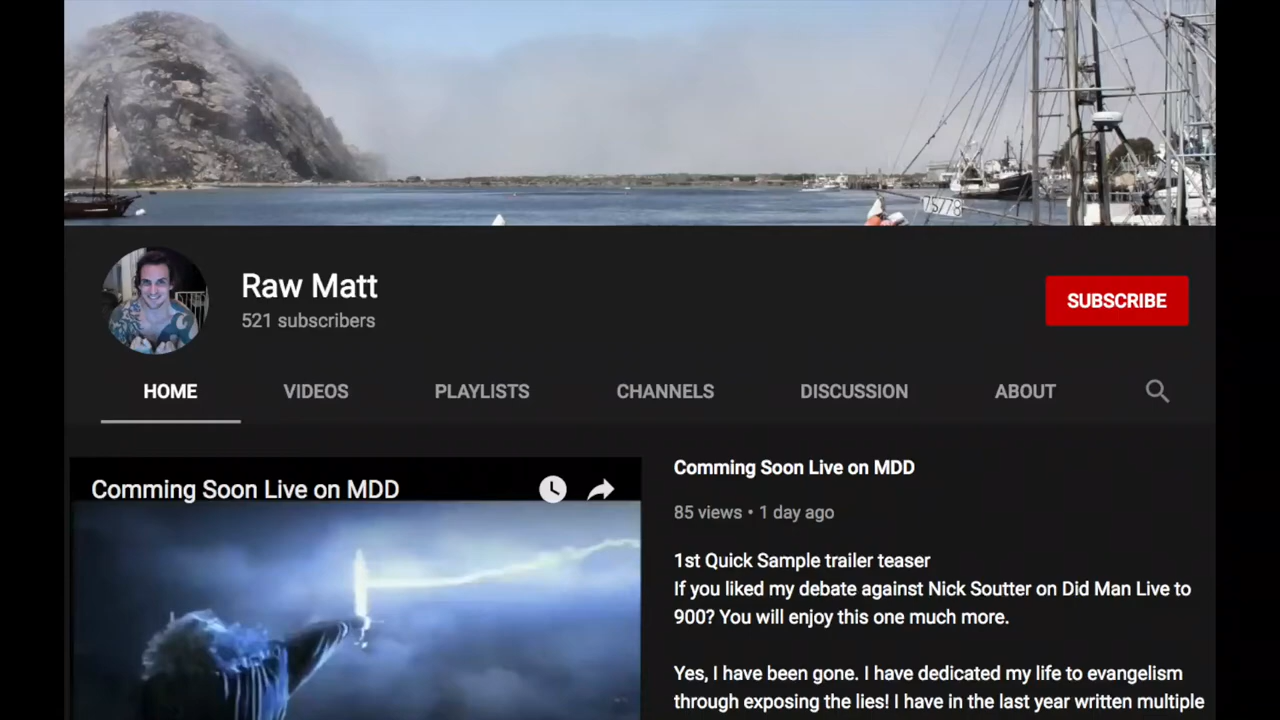 75/78
Raw Matt
521 subscribers
SUBSCRIBE
HOME VIDEOS PLAYLISTS CHANNELS DISCUSSION ABOUT
Comming Soon Live on MDD
Comming Soon Live on MDD
85 views • 1 day ago
1st Quick Sample trailer teaser
If you liked my debate against Nick Soutter on Did Man Live to
900? You will enjoy this one much more.
Yes, I have been gone. I have dedicated my life to evangelism
through exposing the lies! I have in the last year written multiple